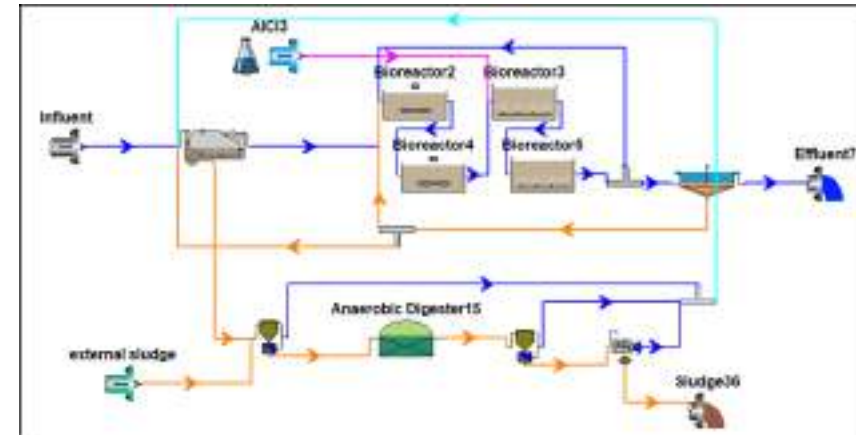 AlCl3
Bioreactor2
Bioreactor3
Influent
Bioreactor4
Bioreactor5
Effluent7
Anaerobic Digester15
external sludge
Sludge36